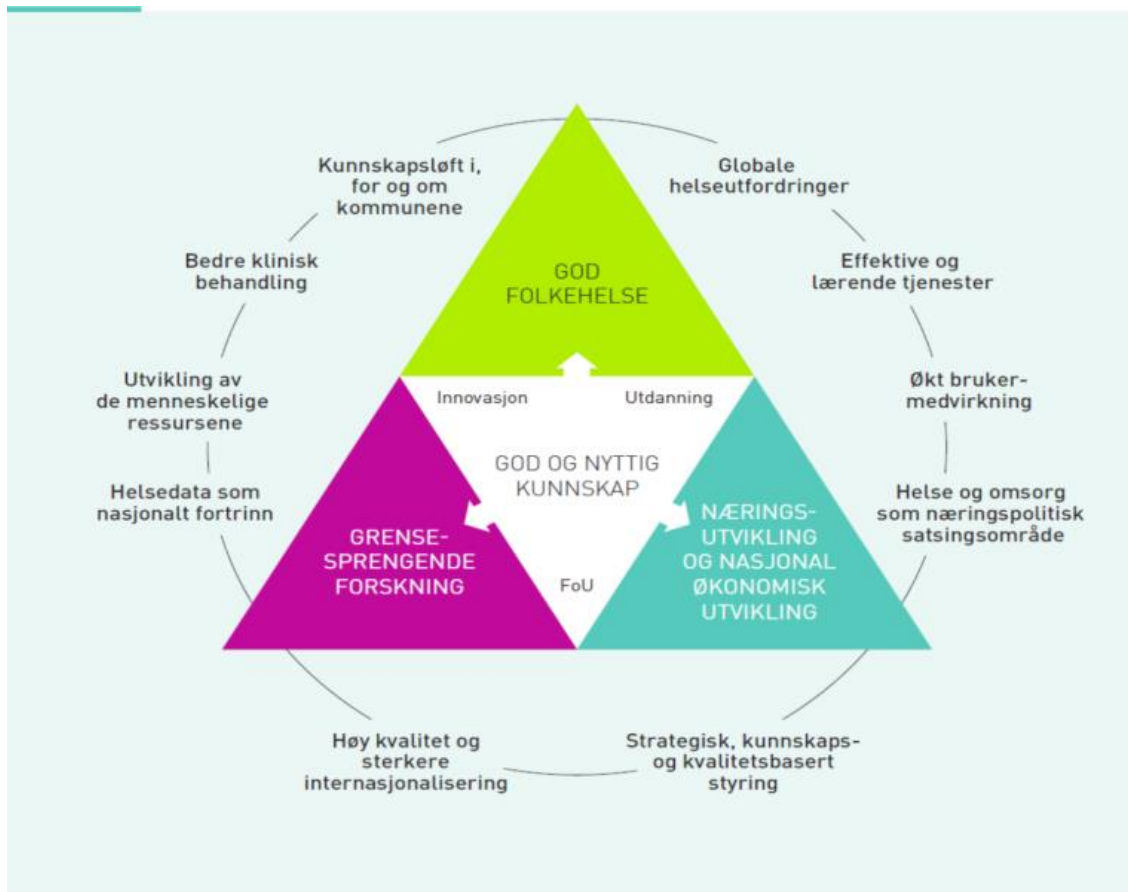 Kunnskapsløft i,
for og om
kommunene
Globale
helseutfordringer
Bedre klinisk
behandling
Effektive og
lærende tjenester
GOD
FOLKEHELSE
Utvikling av
de menneskelige
ressursene
Innovasjon
Utdanning
Økt bruker-
medvirkning
GOD OG NYTTIG
KUNNSKAP
Helsedata som
nasjonalt fortrinn
Helse og omsorg
som næringspolitisk
satsingsområde
GRENSE-
SPRENGENDE
FORSKNING
FoU
NÆRINGS-
UTVIKLING
OG NASJONAL
ØKONOMISK
UTVIKLING
Høy kvalitet og
sterkere
internasjonalisering
Strategisk, kunnskaps-
og kvalitetsbasert
styring